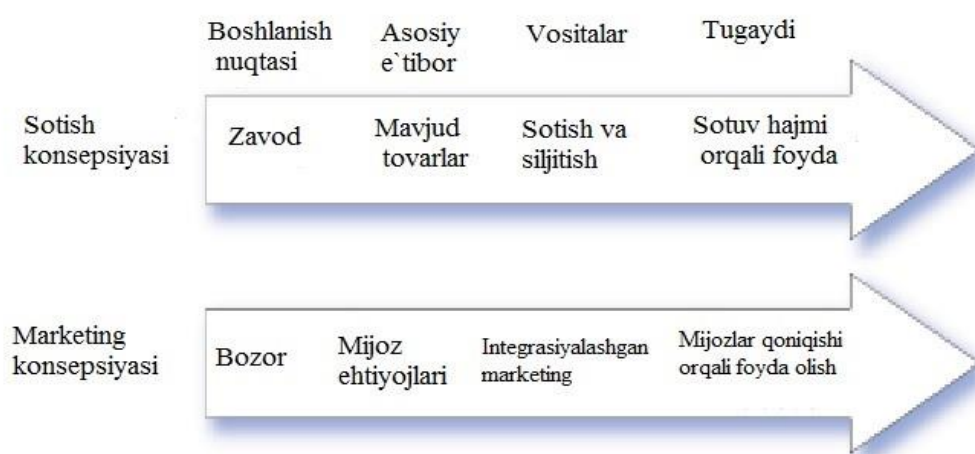 Boshlanish
nuqtasi
Asosiy
e`tibor
Vositalar
Tugaydi
Sotish
konsepsiyasi
Zavod
Mavjud
tovarlar
Sotish va
siljitish
Sotuv hajmi
orqali foyda
Marketing
konsepsiyasi
Bozor
Mijoz
ehtiyojlari
Integrasiyalashgan
marketing
Mijozlar qoniqishi
orqali foyda olish